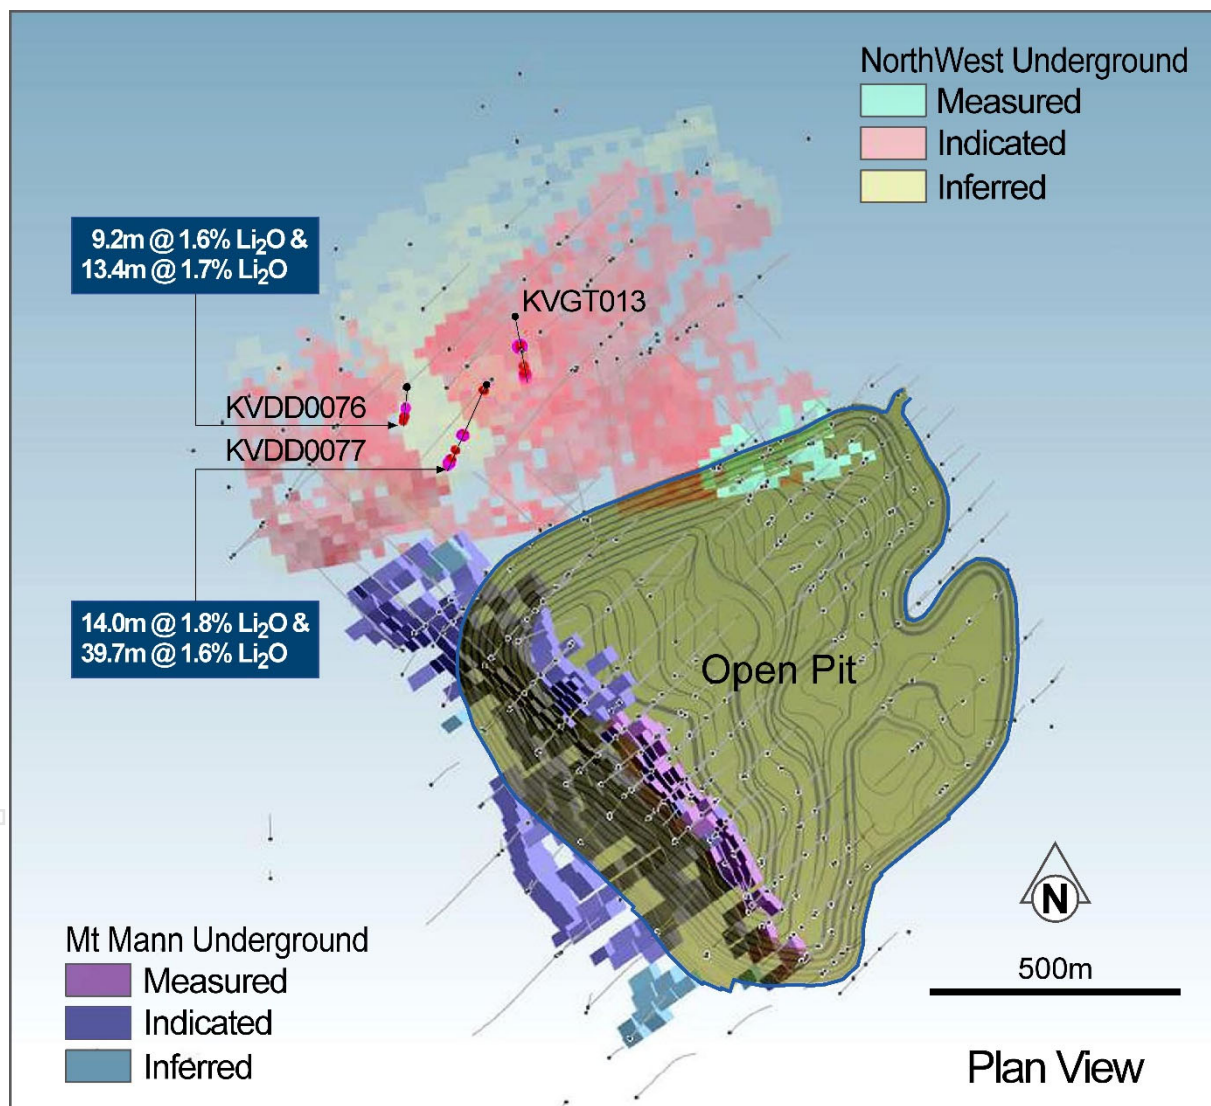 NorthWest Underground
Measured
Indicated
Inferred
9.2m @ 1.6% Li₂O &
13.4m @ 1.7% Li₂O
KVGT013
KVDD0076
KVDD0077
14.0m @ 1.8% Li₂O &
39.7m @ 1.6% Li₂O
Open Pit
Mt Mann Underground
Measured
Indicated
Inferred
N
500m
Plan View